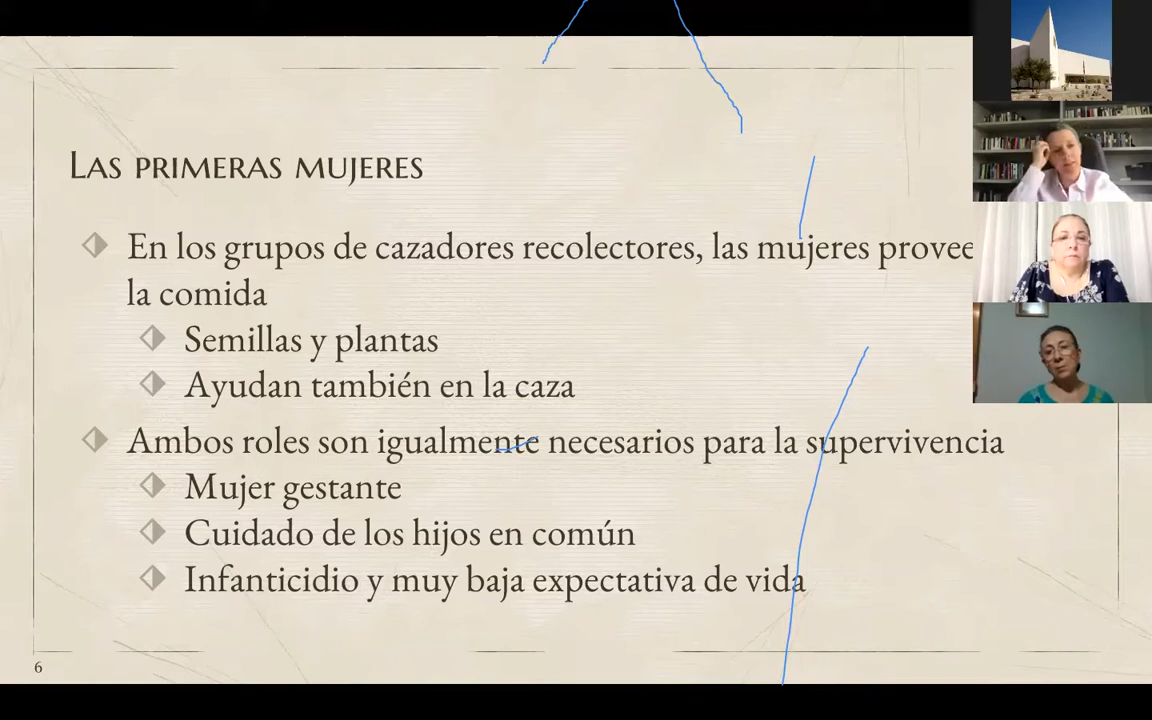 Las primeras mujeres
En los grupos de cazadores recolectores, las mujeres provee
la comida
Semillas y plantas
Ayudan también en la caza
Ambos roles son igualmente necesarios para la supervivencia
Mujer gestante
Cuidado de los hijos en común
Infanticidio y muy baja expectativa de vida
6